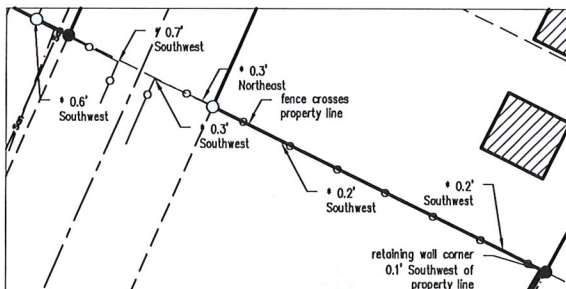 # 0.7'
Southwest
# 0.6'
Southwest
# 0.3'
Northeast
fence crosses
property line
# 0.3'
Southwest
# 0.2'
Southwest
# 0.2'
Southwest
retaining wall corner
0.1' Southwest of
property line